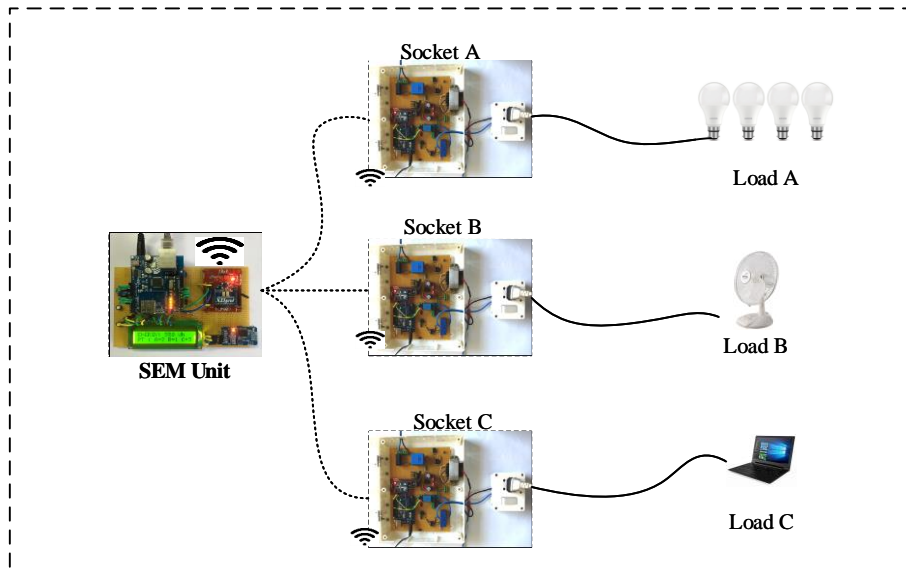 Socket A
Load A
Socket B
SEM Unit
Load B
Socket C
Load C